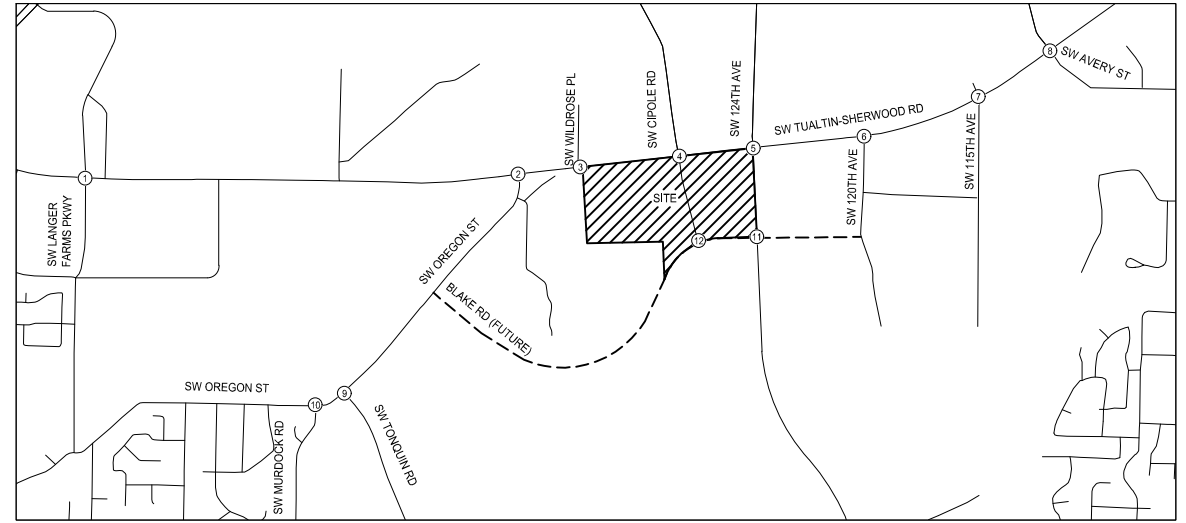 8
SW AVERY ST
SW WILDROSE PL
SW CIPOLE RD
SW 124TH AVE
7
SW TUALTIN-SHERWOOD RD
6
5
4
3
2
1
SW 115TH AVE
SW 120TH AVE
SITE
SW LANGER
FARMS PKWY
SW OREGON ST
12
11
BLAKE RD (FUTURE)
SW OREGON ST
9
10
SW TONQUIN RD
SW MURDOCK RD